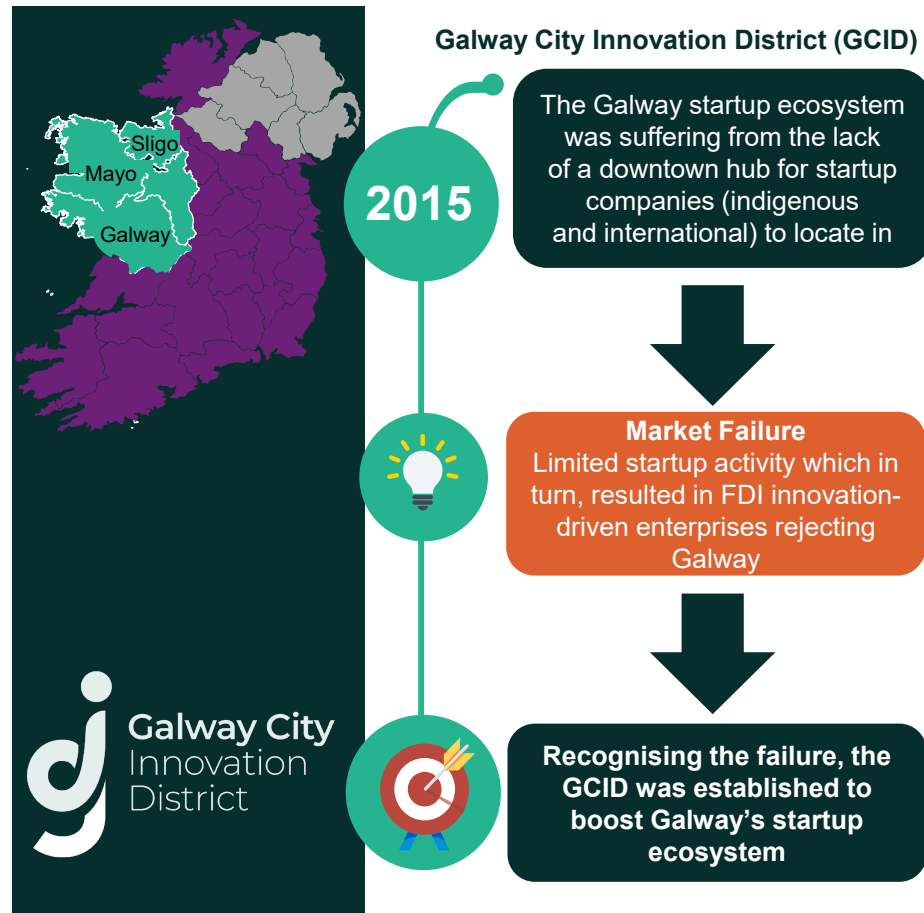 Galway City Innovation District (GCID)
Sligo
Mayo
Galway
2015
The Galway startup ecosystem
was suffering from the lack
of a downtown hub for startup
companies (indigenous
and international) to locate in
Market Failure
Limited startup activity which in
turn, resulted in FDI innovation-
driven enterprises rejecting
Galway
Galway City
Innovation
District
Recognising the failure, the
GCID was established to
boost Galway’s startup
ecosystem